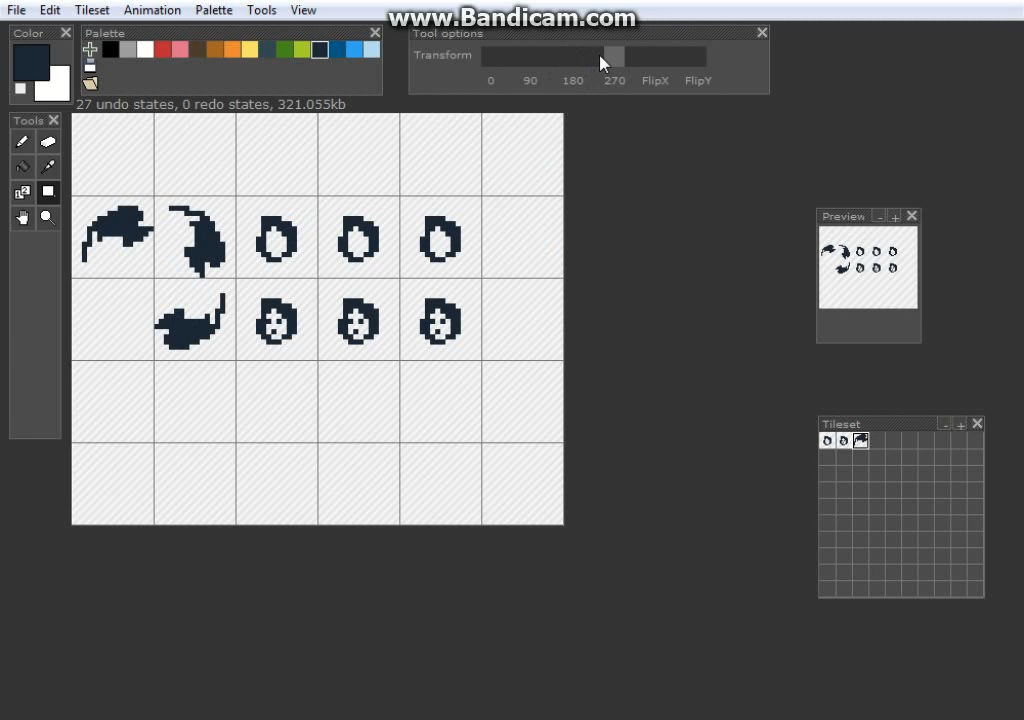 File Edit Tileset Animation Palette Tools View
www.Bandicam.com
Color
Palette
Tool options
Transform
0 90 180 270 FlipX FlipY
27 undo states, 0 redo states, 321.055kb
Tools
Preview - +
Tileset - +